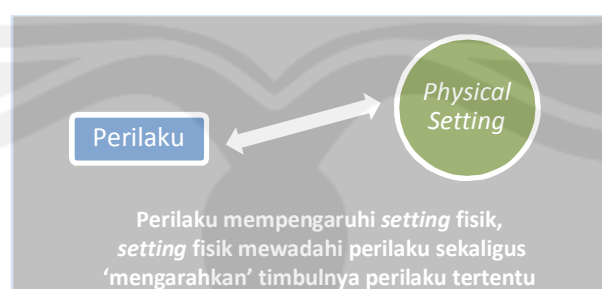 Physical
Setting
Perilaku
Perilaku mempengaruhi setting fisik,
setting fisik mewadahi perilaku sekaligus
‘mengarahkan’ timbulnya perilaku tertentu